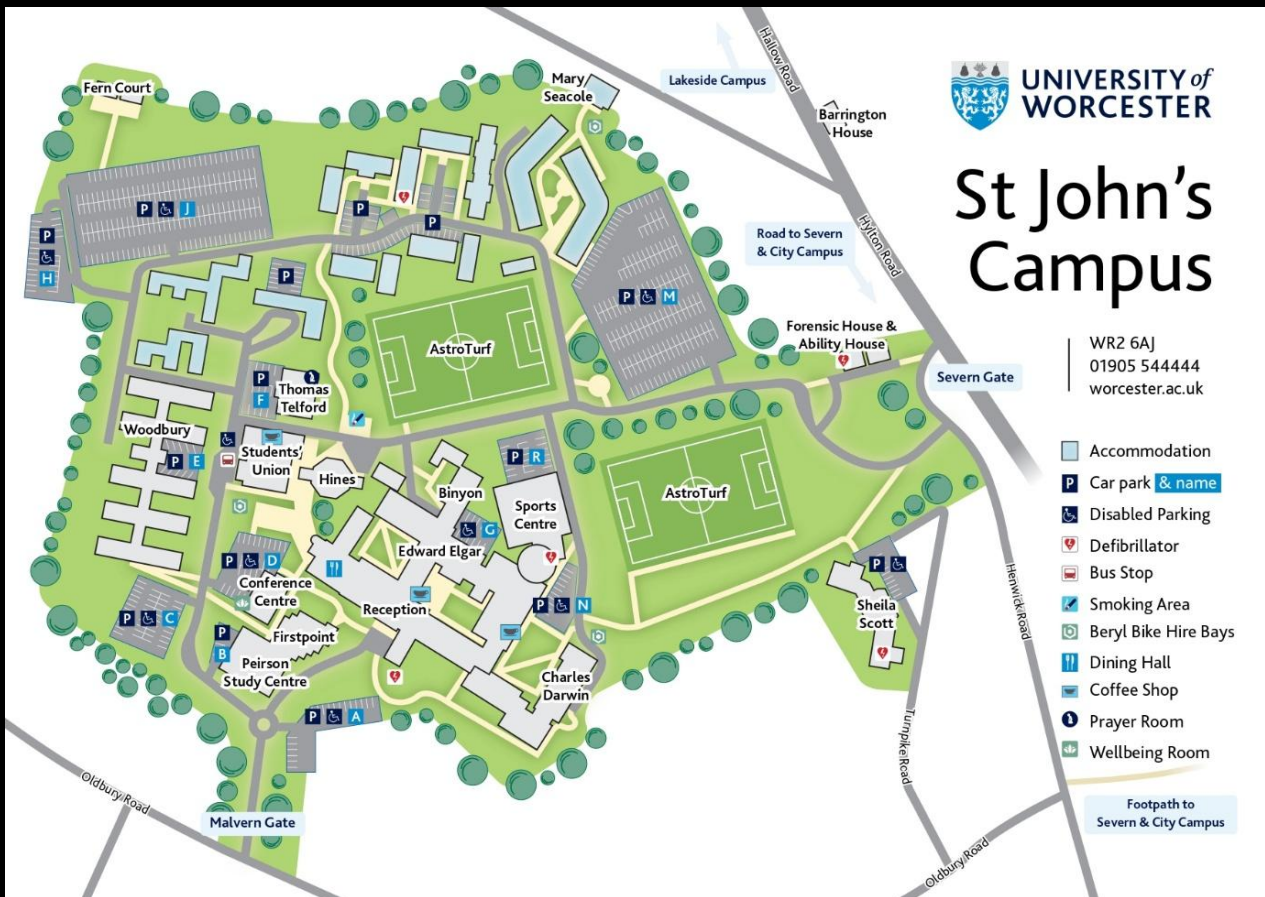 UNIVERSITY of
WORCESTER
St John's
Campus
WR2 6AJ
01905 544444
worcester.ac.uk
Accommodation
P Car park & name
Disabled Parking
Defibrillator
Bus Stop
Smoking Area
Beryl Bike Hire Bays
Dining Hall
Coffee Shop
Prayer Room
Wellbeing Room
Footpath to
Severn & City Campus
Fern Court
Mary
Seacole
Lakeside Campus
Hallow Road
Barrington
House
Road to Severn
& City Campus
Hylton Road
P J
P
H
P
P
P
P M
AstroTurf
Forensic House &
Ability House
Severn Gate
P
F
Thomas
Telford
Woodbury
P E
Students'
Union
Hines
Binyon
P R
Sports
Centre
AstroTurf
G
Edward Elgar
P D
Conference
Centre
Reception
P N
P C
Firstpoint
P
B
Peirson
Study Centre
Charles
Darwin
P
Sheila
Scott
Henwick Road
Turnpike Road
P A
Oldbury Road
Malvern Gate
Oldbury Road